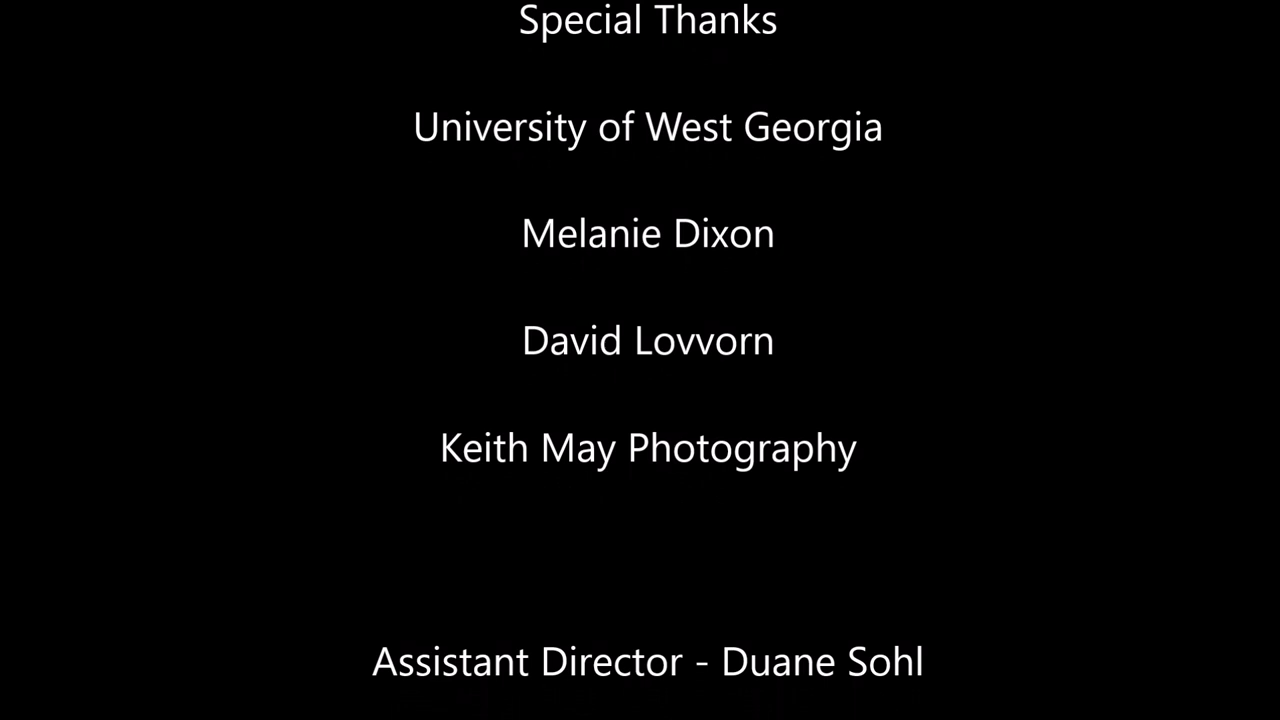 Special Thanks
University of West Georgia
Melanie Dixon
David Lovvorn
Keith May Photography
Assistant Director - Duane Sohl